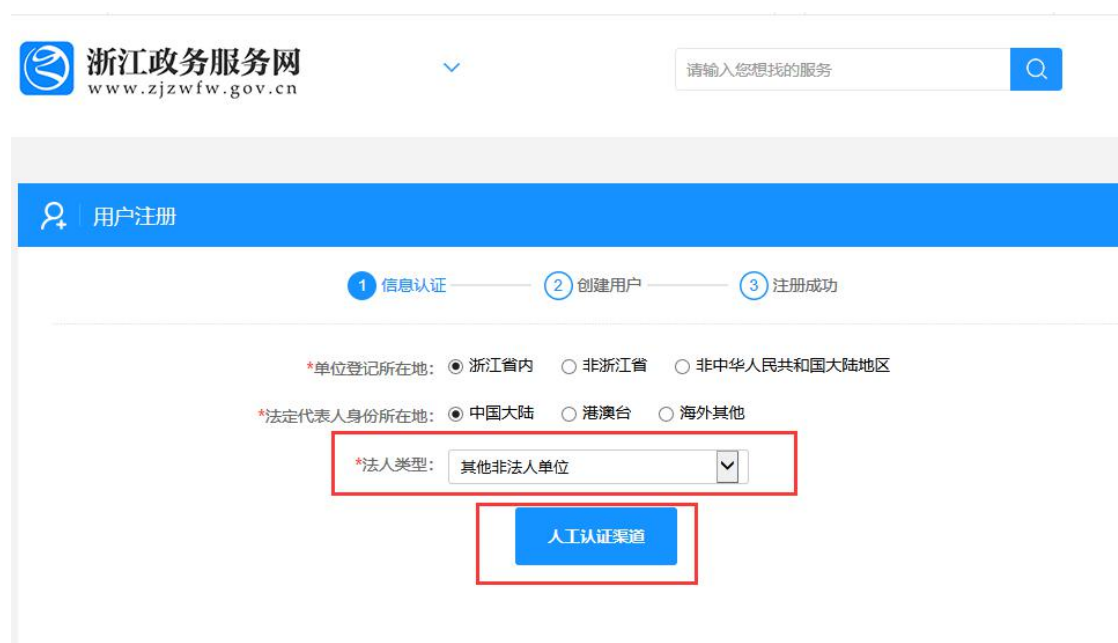 浙江政务服务网
www.zjzwfw.gov.cn
请输入您想找的服务
用户注册
1 信息认证 2 创建用户 3 注册成功
*单位登记所在地: 浙江省内 非浙江省 非中华人民共和国大陆地区
*法定代表人身份所在地: 中国大陆 港澳台 海外其他
*法人类型: 其他非法人单位
人工认证渠道